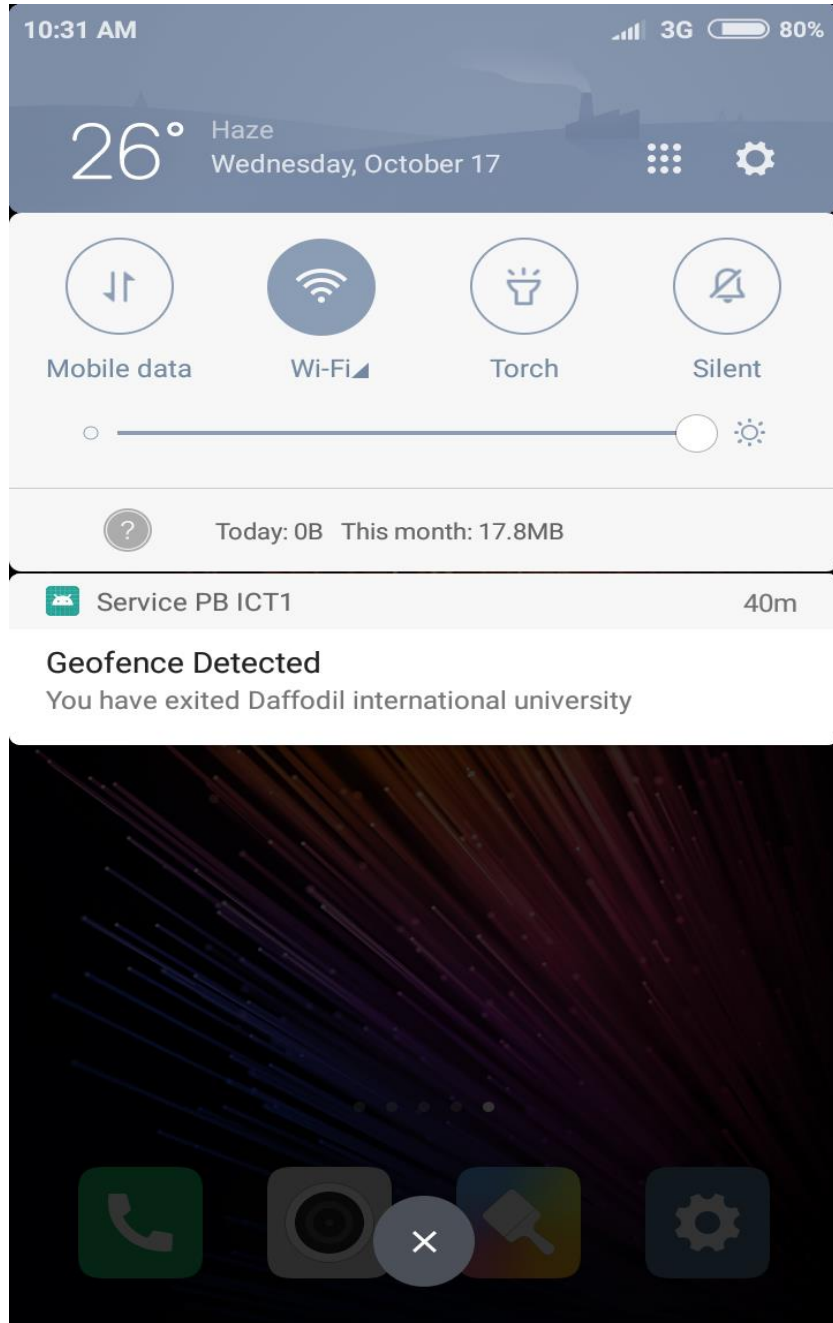 10:31 AM 3G 80%
26° Haze
Wednesday, October 17
Mobile data Wi-Fi Torch Silent
? Today: 0B This month: 17.8MB
Service PB ICT1 40m
Geofence Detected
You have exited Daffodil international university